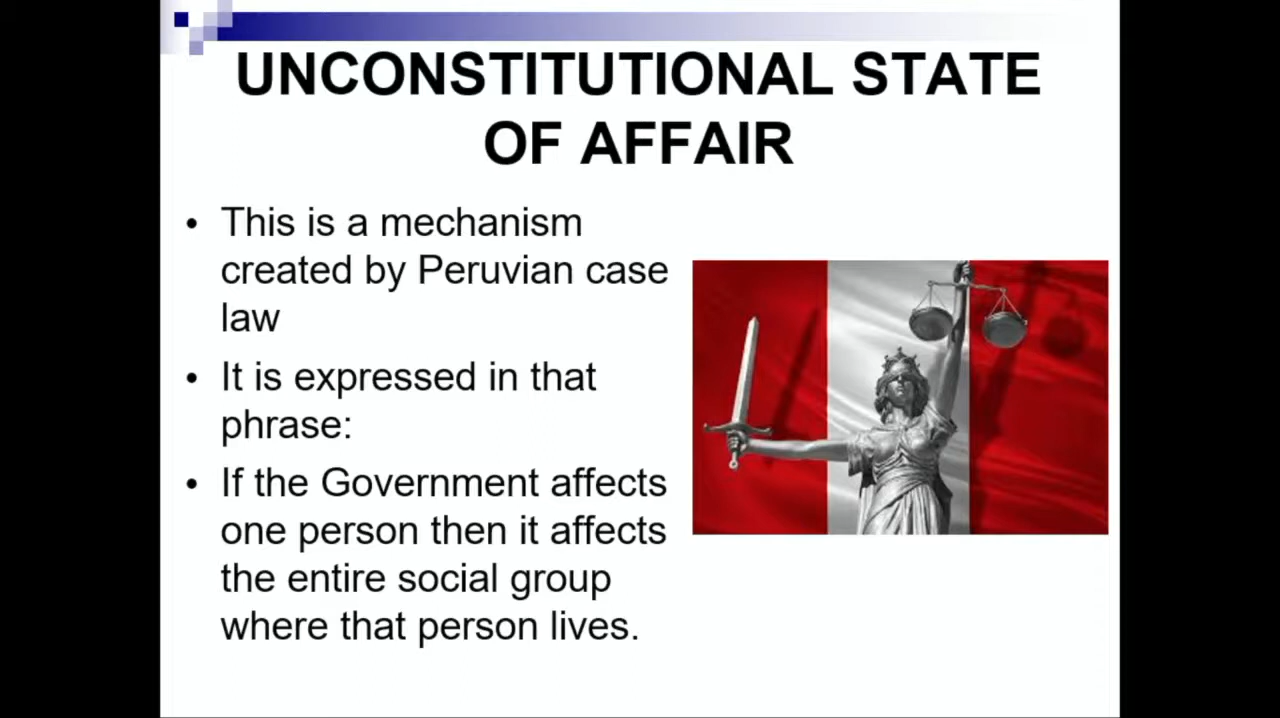 UNCONSTITUTIONAL STATE
OF AFFAIR
• This is a mechanism
created by Peruvian case
law
• It is expressed in that
phrase:
• If the Government affects
one person then it affects
the entire social group
where that person lives.